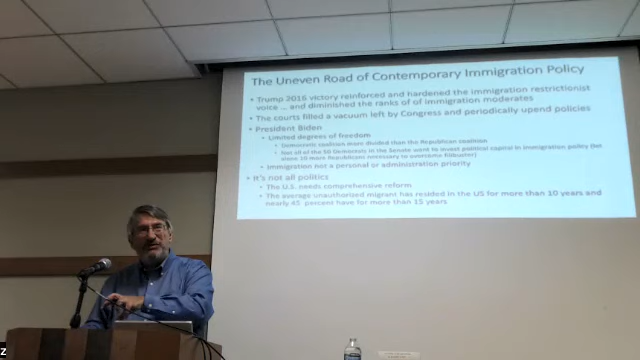 The Uneven Road of Contemporary Immigration Policy
• Trump 2016 victory reinforced and hardened the immigration restrictionist
voice ... and diminished the ranks of of immigration moderates
• The courts filled a vacuum left by Congress and periodically upend policies
• President Biden
• Limited degrees of freedom
• Democratic coalition more divided than the Republican coalition
• Not all of the 50 Democrats in the Senate want to invest political capital in immigration policy (let
alone 10 more Republicans necessary to overcome filibuster)
• Immigration not a personal or administration priority
• It's not all politics
• The U.S. needs comprehensive reform
• The average unauthorized migrant has resided in the US for more than 10 years and
nearly 45 percent have for more than 15 years
Z